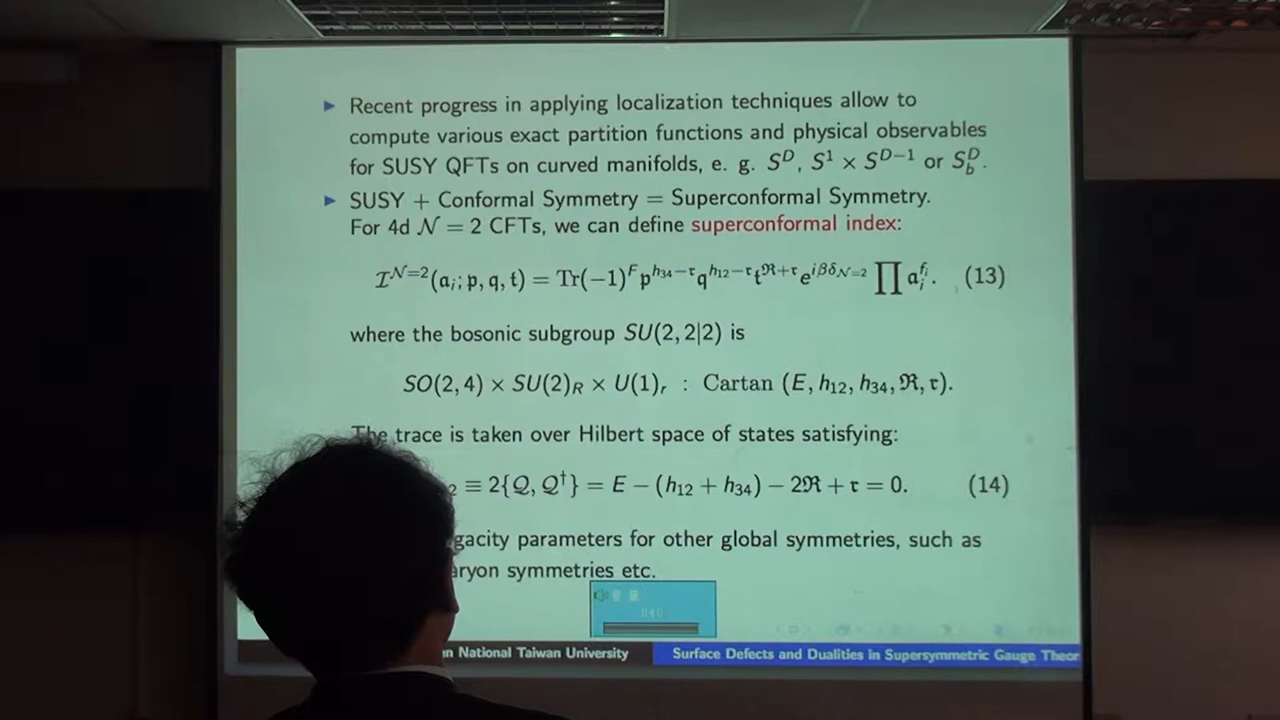 ▶ Recent progress in applying localization techniques allow to
compute various exact partition functions and physical observables
for SUSY QFTs on curved manifolds, e. g. S^D, S^1 × S^{D−1} or S_b^D.
▶ SUSY + Conformal Symmetry = Superconformal Symmetry.
For 4d 𝒩 = 2 CFTs, we can define superconformal index:
ℐ^{𝒩=2}(𝔞_i; 𝔭, 𝔮, 𝔱) = Tr(−1)^F 𝔭^{h_{34}−𝔯} 𝔮^{h_{12}−𝔯} 𝔱^{ℜ+𝔯} e^{iβδ_{𝒩=2}} ∏ 𝔞_i^{f_i}. (13)
where the bosonic subgroup SU(2, 2|2) is
SO(2, 4) × SU(2)_R × U(1)_r : Cartan (E, h_{12}, h_{34}, ℜ, 𝔯).
The trace is taken over Hilbert space of states satisfying:
2 ≡ 2{𝒬, 𝒬^†} = E − (h_{12} + h_{34}) − 2ℜ + 𝔯 = 0. (14)
gacity parameters for other global symmetries, such as
aryon symmetries etc.
音 量
National Taiwan University
Surface Defects and Dualities in Supersymmetric Gauge Theor